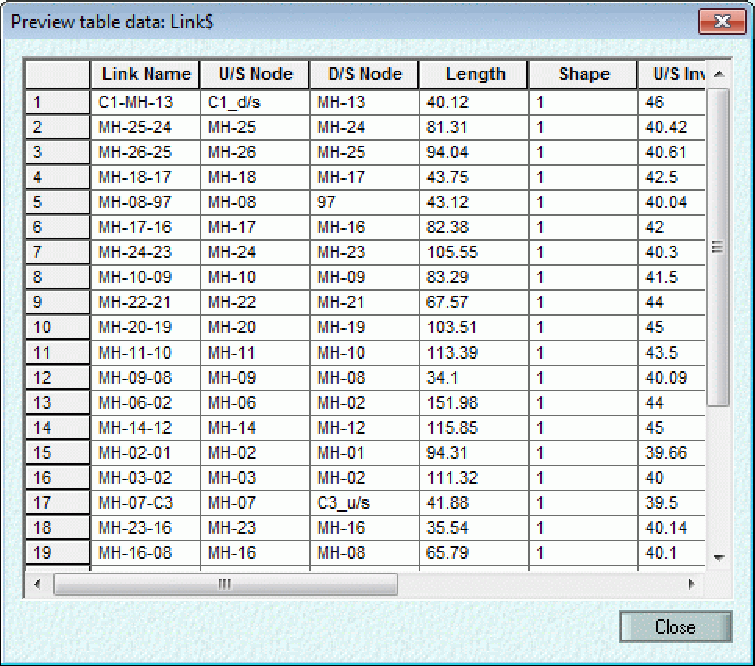 Preview table data: Link$
Link Name U/S Node D/S Node Length Shape U/S Inv
1 C1-MH-13 C1_d/s MH-13 40.12 1 46
2 MH-25-24 MH-25 MH-24 81.31 1 40.42
3 MH-26-25 MH-26 MH-25 94.04 1 40.61
4 MH-18-17 MH-18 MH-17 43.75 1 42.5
5 MH-08-97 MH-08 97 43.12 1 40.04
6 MH-17-16 MH-17 MH-16 82.38 1 42
7 MH-24-23 MH-24 MH-23 105.55 1 40.3
8 MH-10-09 MH-10 MH-09 83.29 1 41.5
9 MH-22-21 MH-22 MH-21 67.57 1 44
10 MH-20-19 MH-20 MH-19 103.51 1 45
11 MH-11-10 MH-11 MH-10 113.39 1 43.5
12 MH-09-08 MH-09 MH-08 34.1 1 40.09
13 MH-06-02 MH-06 MH-02 151.98 1 44
14 MH-14-12 MH-14 MH-12 115.85 1 45
15 MH-02-01 MH-02 MH-01 94.31 1 39.66
16 MH-03-02 MH-03 MH-02 111.32 1 40
17 MH-07-C3 MH-07 C3_u/s 41.88 1 39.5
18 MH-23-16 MH-23 MH-16 35.54 1 40.14
19 MH-16-08 MH-16 MH-08 65.79 1 40.1
Close